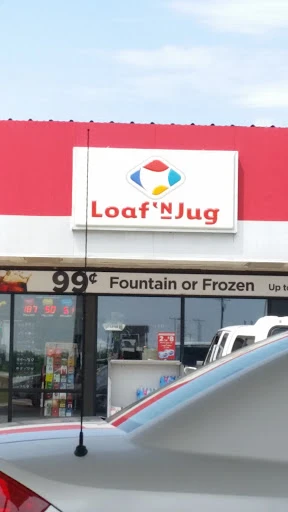 Loaf 'N Jug
99¢ Fountain or Frozen Up to